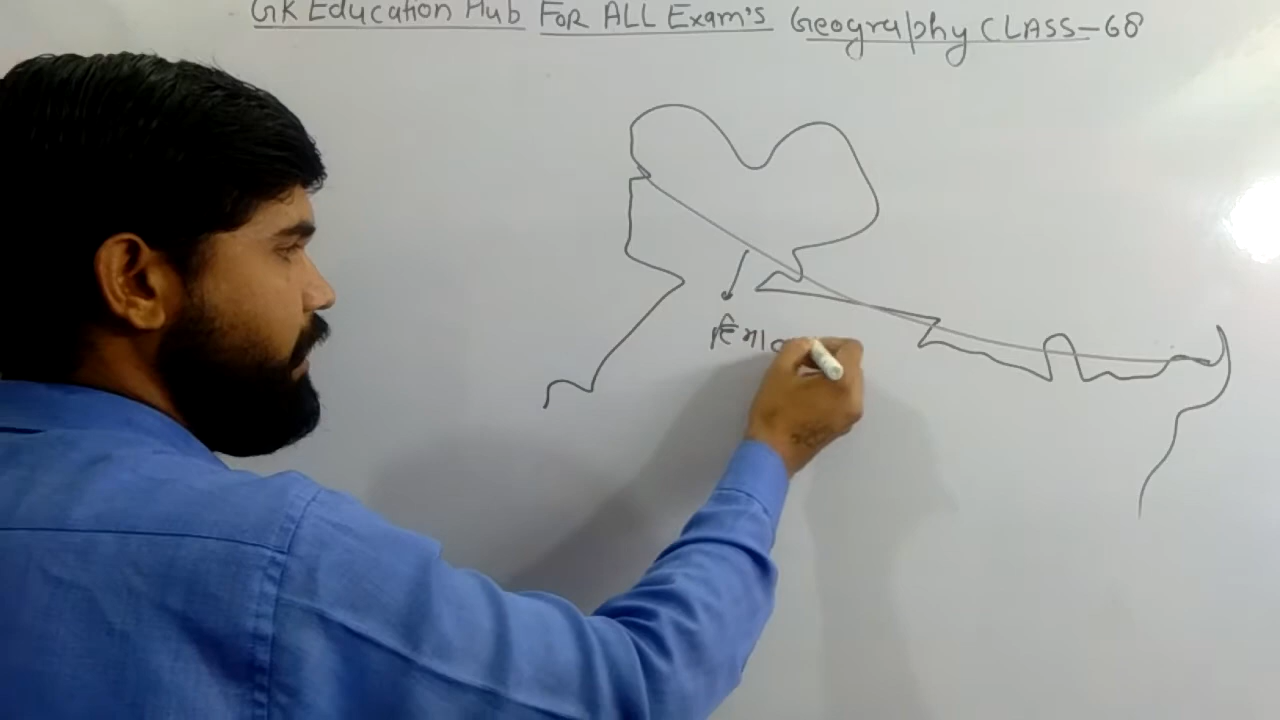 GK Education Hub For ALL Exam's Geography CLASS-68
हिमा